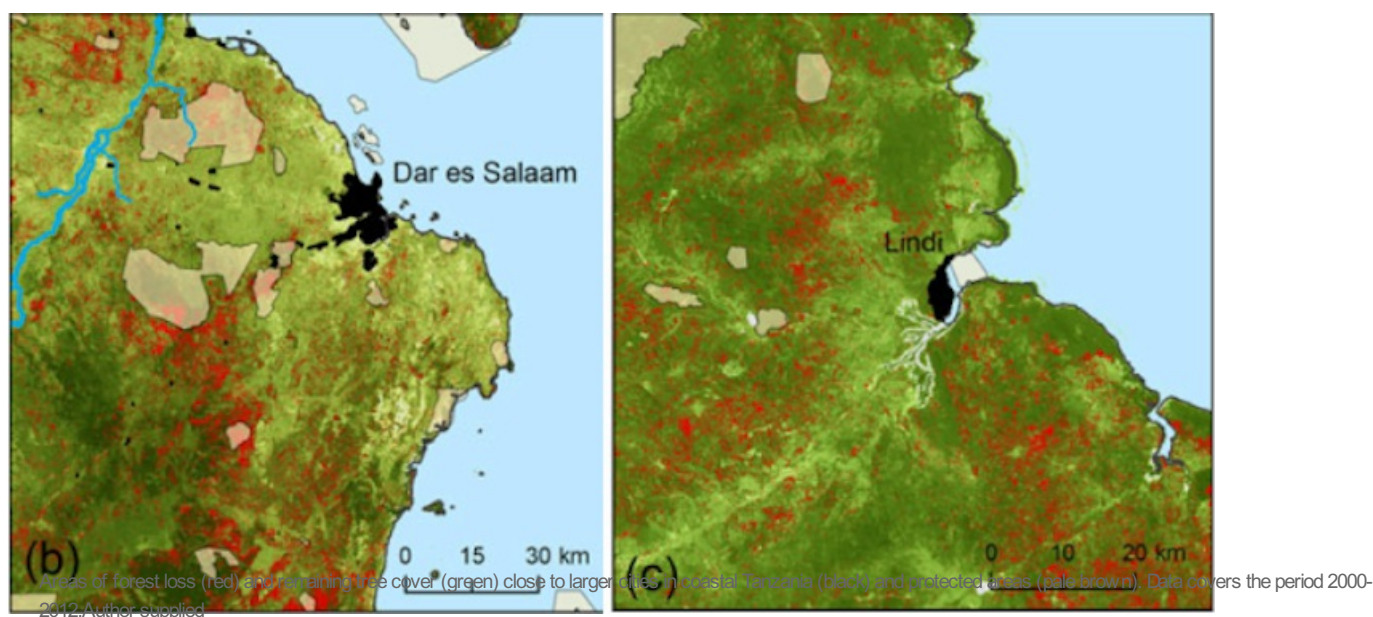 Dar es Salaam
Lindi
(b)
0 15 30 km
(c)
0 10 20 km
Areas of forest loss (red) and remaining tree cover (green) close to larger cities in coastal Tanzania (black) and protected areas (pale brown). Data covers the period 2000-
2012.Author supplied